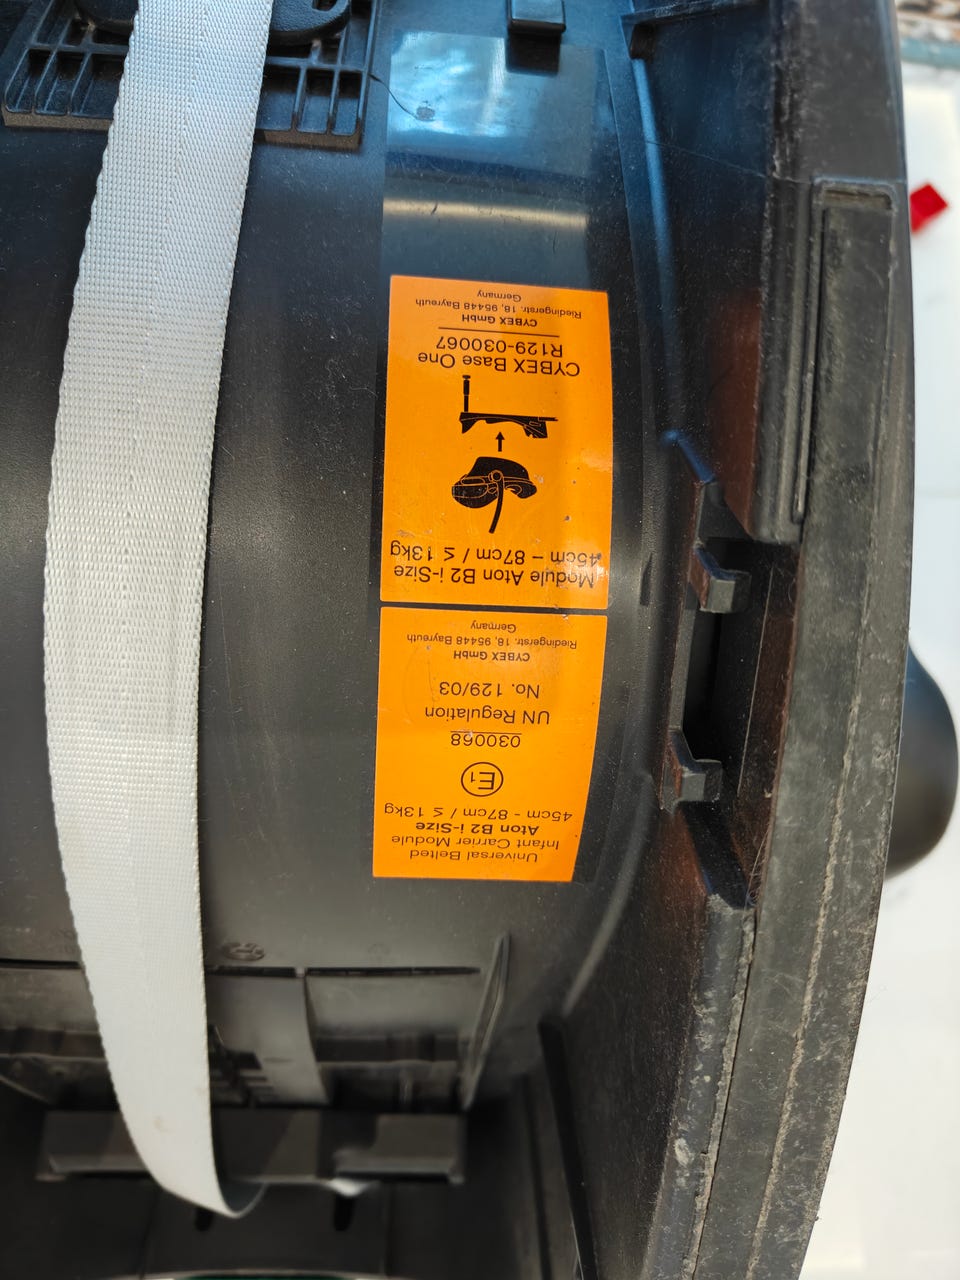 Universal Belted
Infant Carrier Module
Aton B2 i-Size
45cm - 87cm / ≤ 13kg
E1
030068
UN Regulation
No. 129/03
CYBEX GmbH
Riedingerstr. 18, 95448 Bayreuth
Germany
Module Aton B2 i-Size
45cm – 87cm / ≤ 13kg
CYBEX Base One
R129-030067
CYBEX GmbH
Riedingerstr. 18, 95448 Bayreuth
Germany